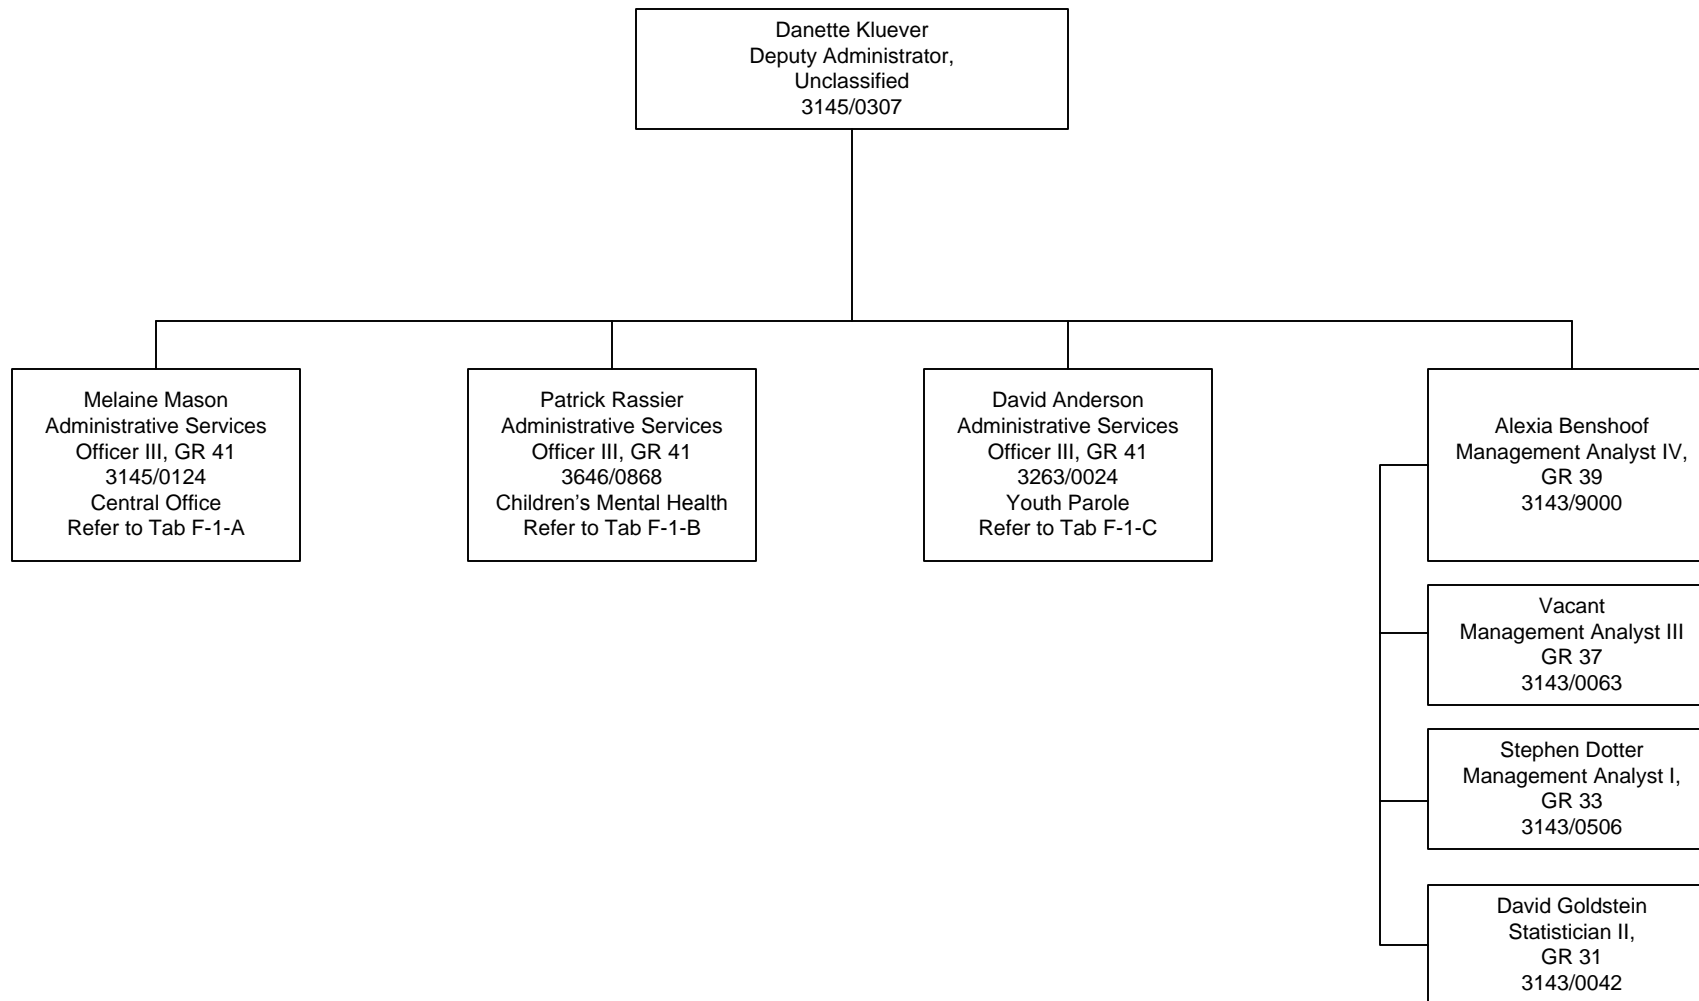 Danette Kluever
Deputy Administrator,
Unclassified
3145/0307
Melaine Mason
Administrative Services
Officer III, GR 41
3145/0124
Central Office
Refer to Tab F-1-A
Patrick Rassier
Administrative Services
Officer III, GR 41
3646/0868
Children's Mental Health
Refer to Tab F-1-B
David Anderson
Administrative Services
Officer III, GR 41
3263/0024
Youth Parole
Refer to Tab F-1-C
Alexia Benshoof
Management Analyst IV,
GR 39
3143/9000
Vacant
Management Analyst III
GR 37
3143/0063
Stephen Dotter
Management Analyst I,
GR 33
3143/0506
David Goldstein
Statistician II,
GR 31
3143/0042